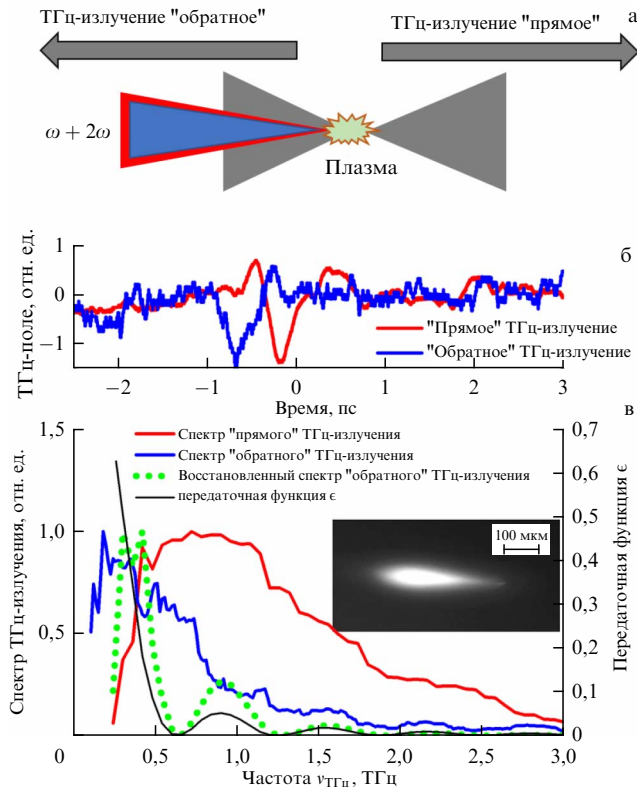 а
ТГц-излучение "обратное"
ТГц-излучение "прямое"
ω + 2ω
Плазма
б
ТГц-поле, отн. ед.
1
0
−1
"Прямое" ТГц-излучение
"Обратное" ТГц-излучение
−2
−1
0
1
2
3
Время, пс
в
Спектр ТГц-излучения, отн. ед.
1,5
1,0
0,5
Спектр "прямого" ТГц-излучения
Спектр "обратного" ТГц-излучения
Восстановленный спектр "обратного" ТГц-излучения
передаточная функция ϵ
100 мкм
0,7
0,6
0,5
0,4
0,3
0,2
0,1
0
Передаточная функция ϵ
0
0,5
1,0
1,5
2,0
2,5
3,0
Частота ν ТГц, ТГц